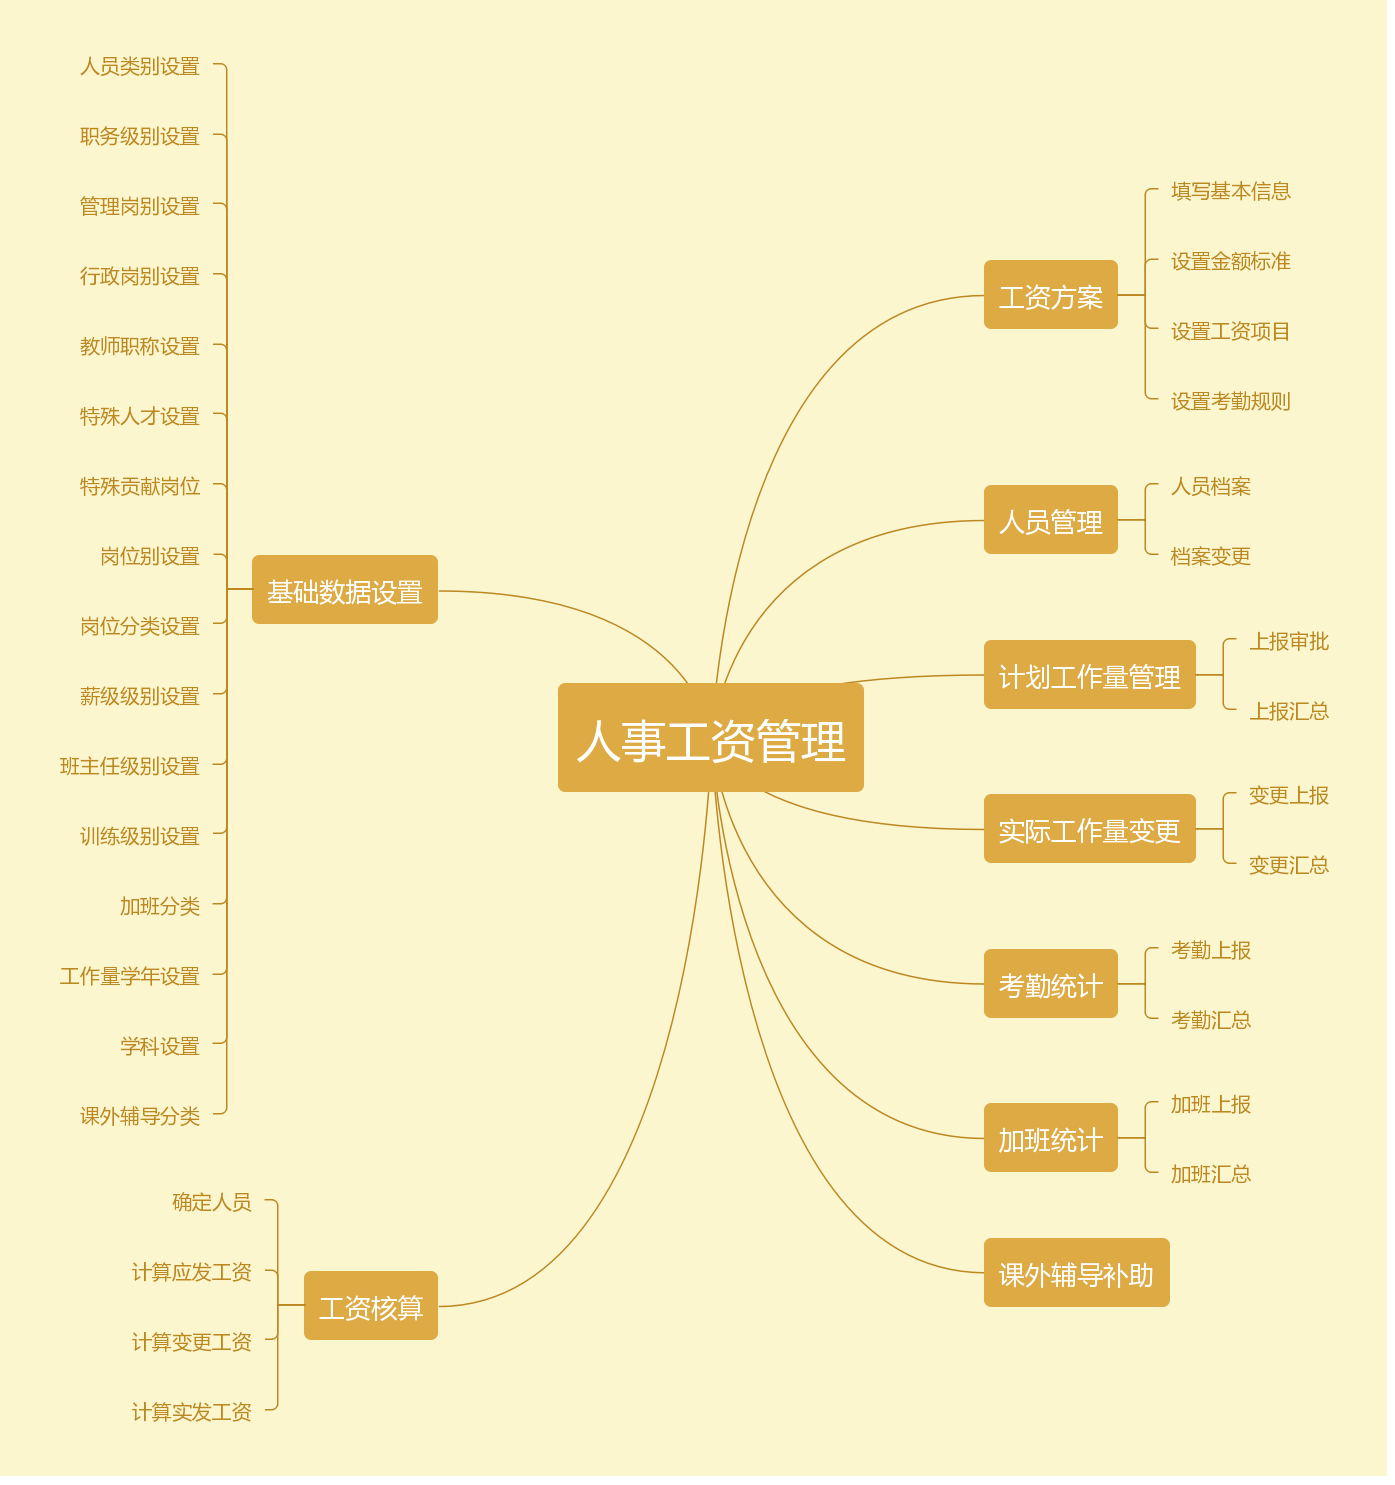 人事工资管理
工资方案
填写基本信息
设置金额标准
设置工资项目
设置考勤规则
人员管理
人员档案
档案变更
计划工作量管理
上报审批
上报汇总
实际工作量变更
变更上报
变更汇总
考勤统计
考勤上报
考勤汇总
加班统计
加班上报
加班汇总
课外辅导补助
基础数据设置
人员类别设置
职务级别设置
管理岗别设置
行政岗别设置
教师职称设置
特殊人才设置
特殊贡献岗位
岗位别设置
岗位分类设置
薪级级别设置
班主任级别设置
训练级别设置
加班分类
工作量学年设置
学科设置
课外辅导分类
工资核算
确定人员
计算应发工资
计算变更工资
计算实发工资